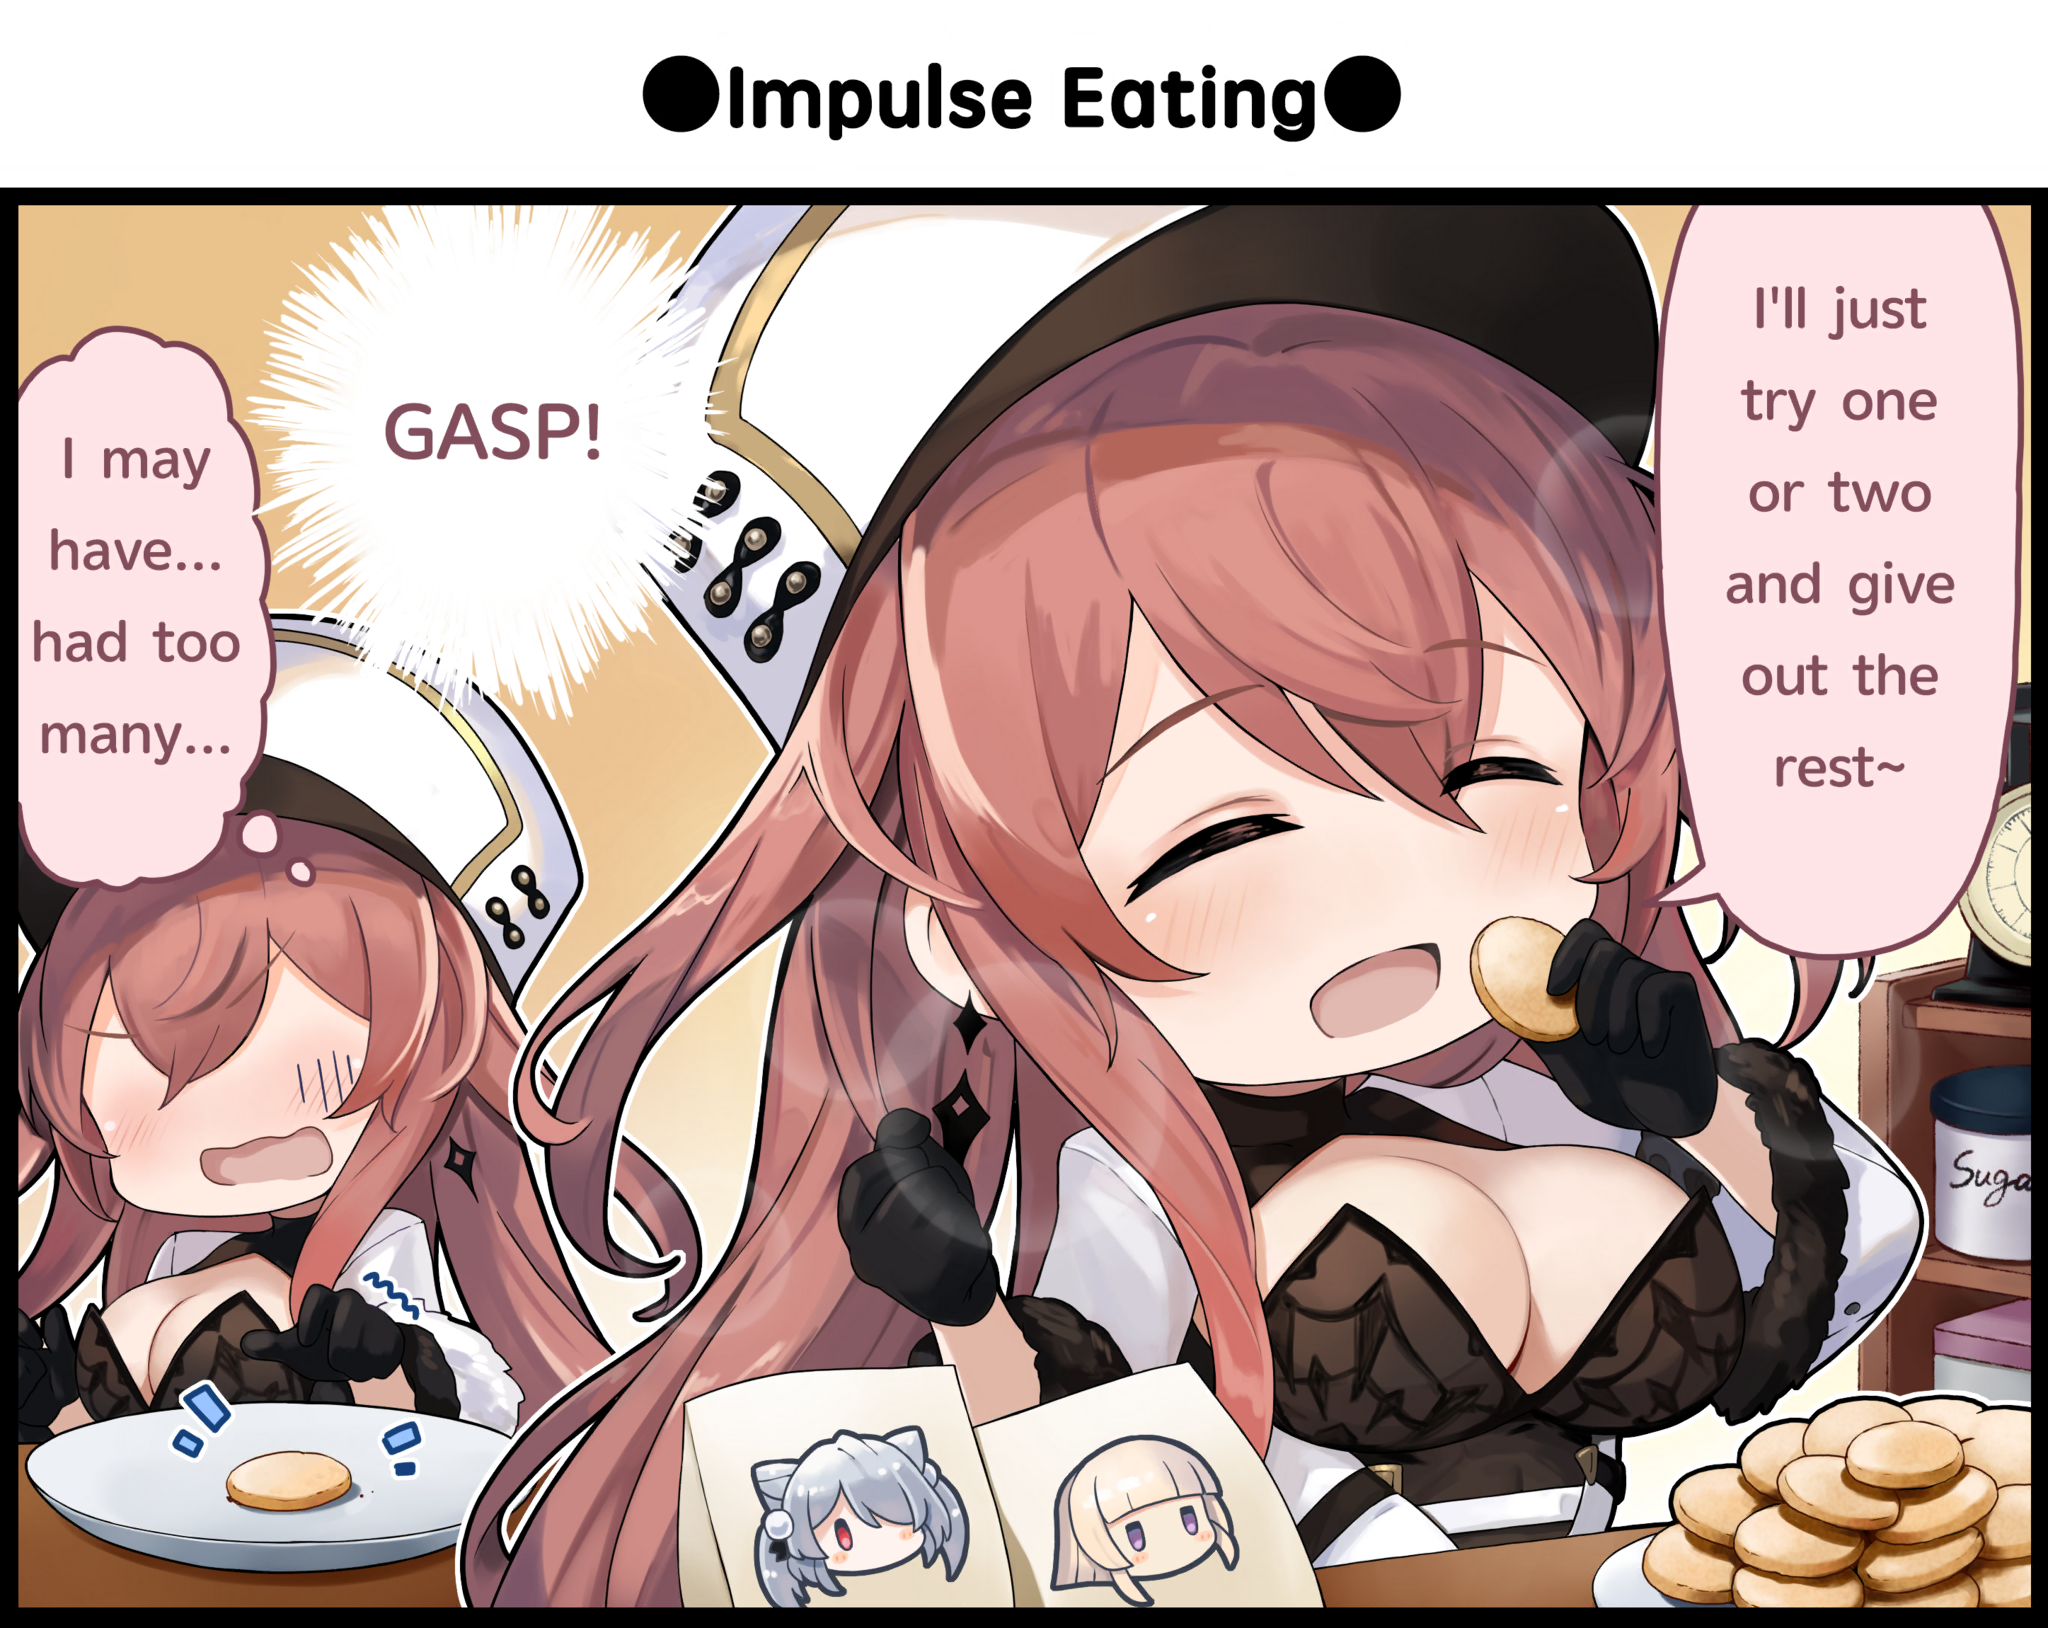 ●Impulse Eating●
I'll just
try one
or two
and give
out the
rest~
GASP!
I may
have...
had too
many...